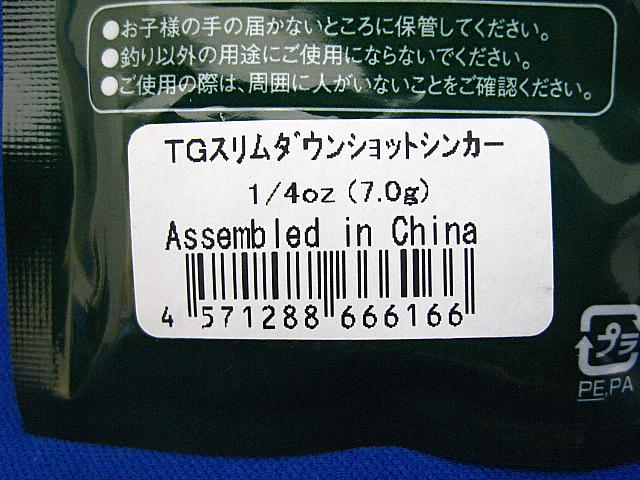 ●お子様の手の届かないところに保管してください。
●釣り以外の用途にご使用にならないでください。
●ご使用の際は、周囲に人がいないことをご確認ください。
TGスリムダウンショットシンカー
1/4oz (7.0g)
Assembled in China
4 571288 666166
プラ
PE,PA